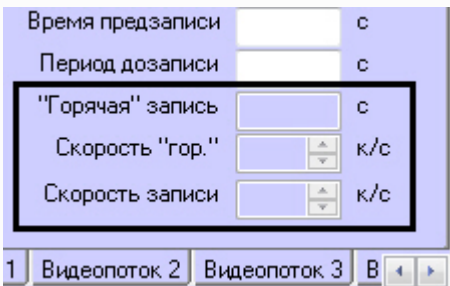 Время предзаписи с
Период дозаписи с
"Горячая" запись с
Скорость "гор." к/с
Скорость записи к/с
1 Видеопоток 2 Видеопоток 3 В